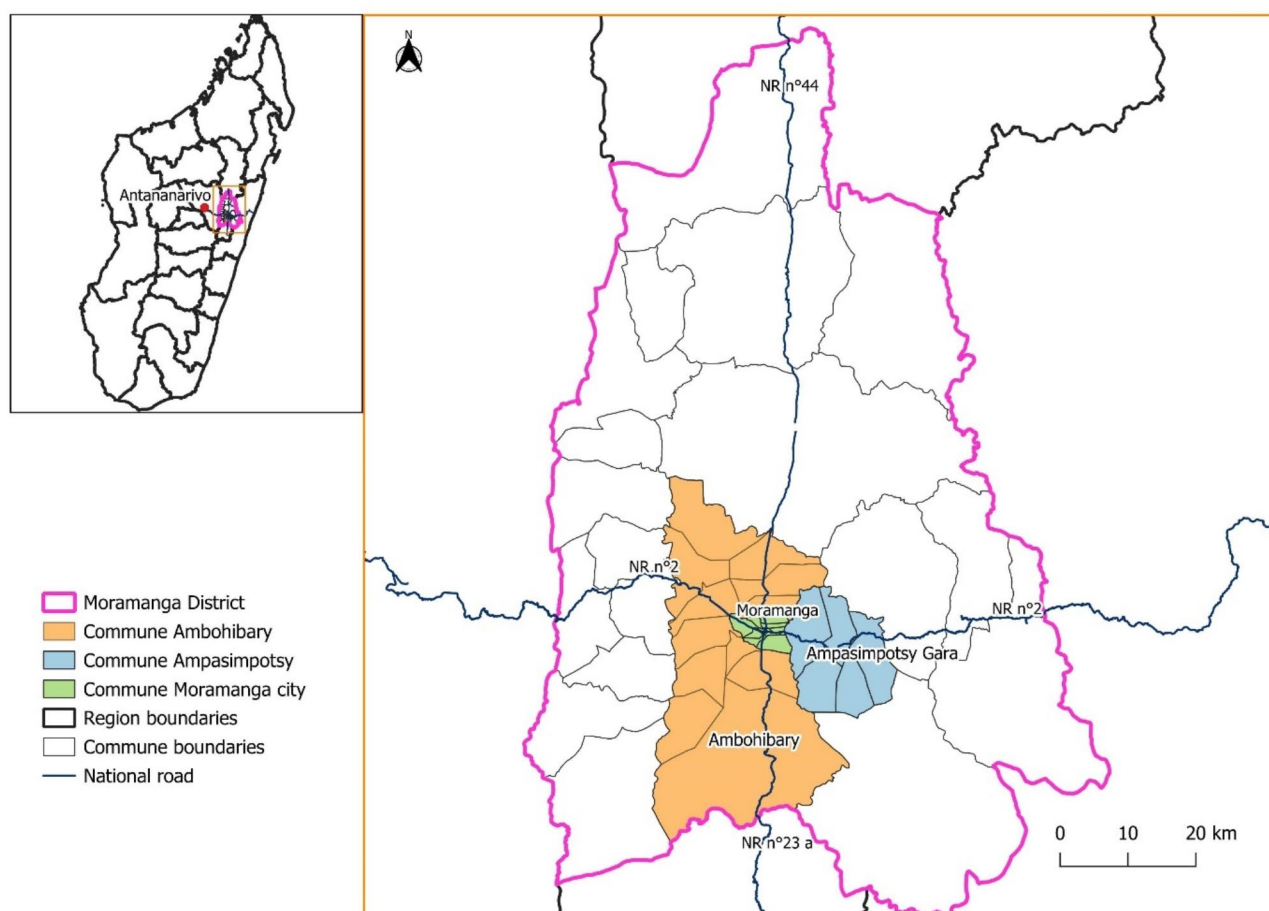 N
NR n°44
Antananarivo
NR n°2
Moramanga
NR n°2
Ampasimpotsy Gara
Ambohibary
NR n°23 a
Moramanga District
Commune Ambohibary
Commune Ampasimpotsy
Commune Moramanga city
Region boundaries
Commune boundaries
National road
0 10 20 km